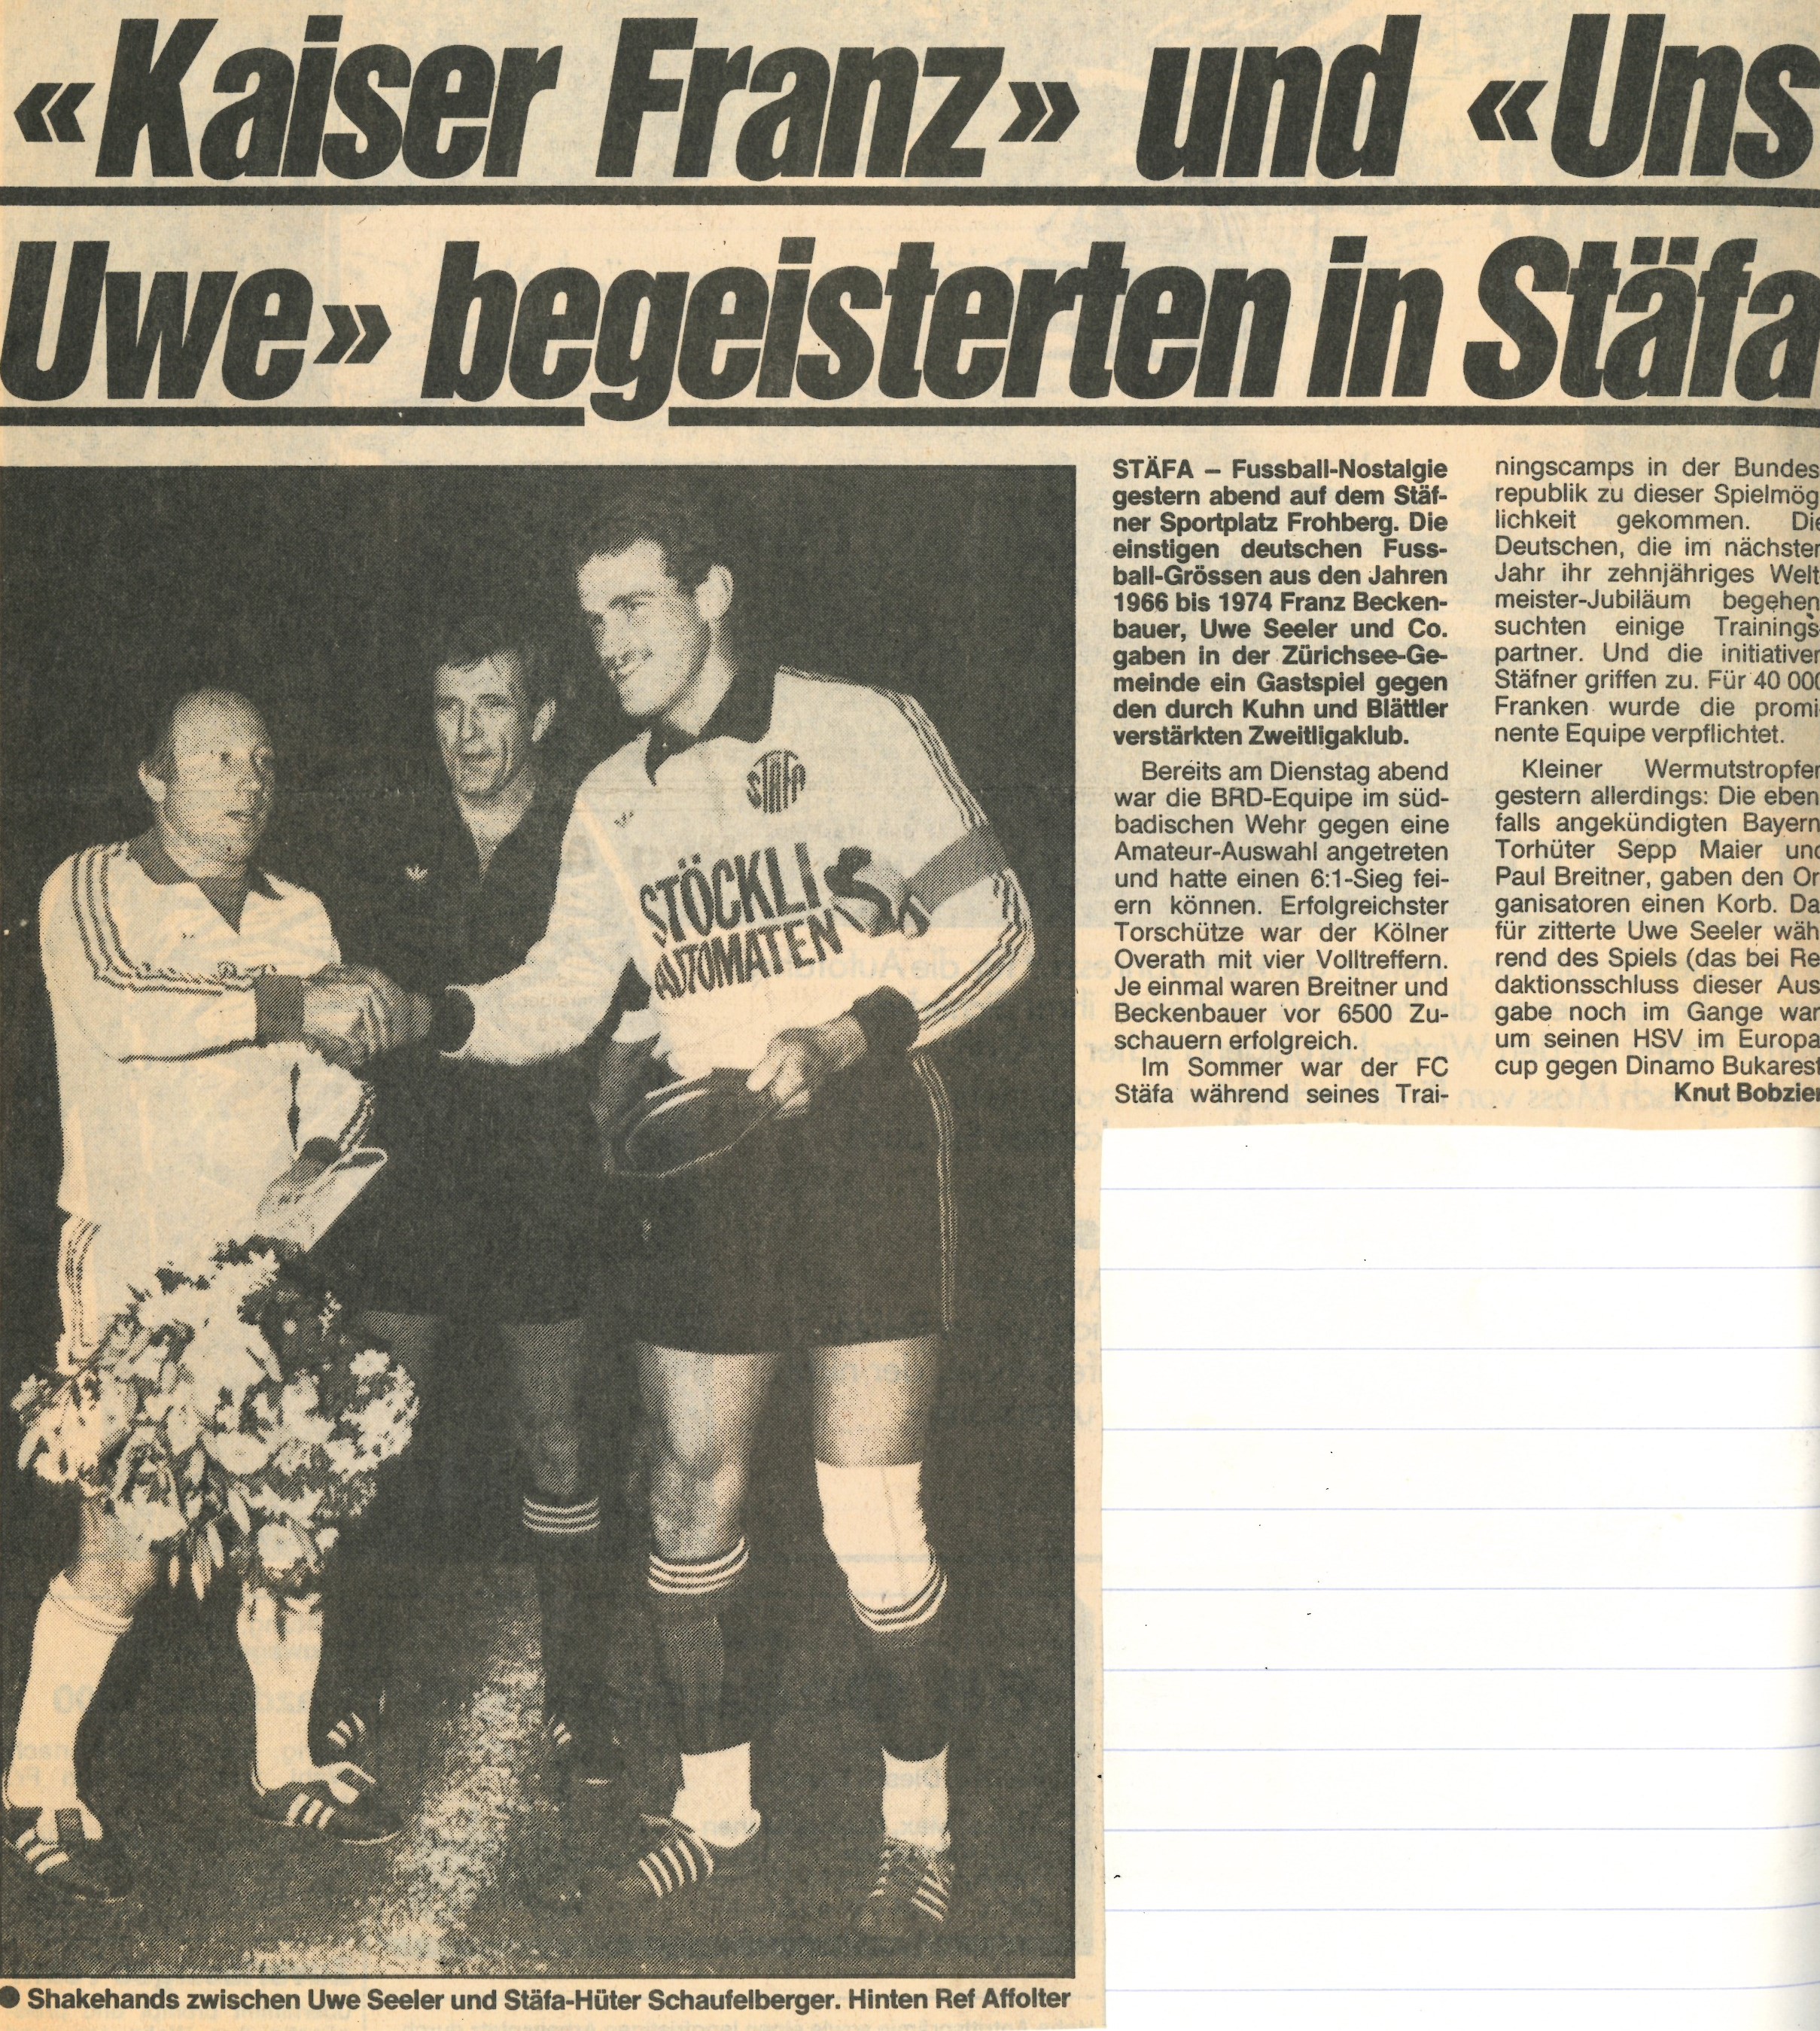 «Kaiser Franz» und «Uns
Uwe» begeisterten in Stäfa
STÄFA – Fussball-Nostalgie
gestern abend auf dem Stäf-
ner Sportplatz Frohberg. Die
einstigen deutschen Fuss-
ball-Grössen aus den Jahren
1966 bis 1974 Franz Becken-
bauer, Uwe Seeler und Co.
gaben in der Zürichsee-Ge-
meinde ein Gastspiel gegen
den durch Kuhn und Blättler
verstärkten Zweitligaklub.
Bereits am Dienstag abend
war die BRD-Equipe im süd-
badischen Wehr gegen eine
Amateur-Auswahl angetreten
und hatte einen 6:1-Sieg fei-
ern können. Erfolgreichster
Torschütze war der Kölner
Overath mit vier Volltreffern.
Je einmal waren Breitner und
Beckenbauer vor 6500 Zu-
schauern erfolgreich.
Im Sommer war der FC
Stäfa während seines Trai-
ningscamps in der Bundes
republik zu dieser Spielmög
lichkeit gekommen. Die
Deutschen, die im nächsten
Jahr ihr zehnjähriges Welt
meister-Jubiläum begehen
suchten einige Trainings-
partner. Und die initiativen
Stäfner griffen zu. Für 40 000
Franken wurde die promi
nente Equipe verpflichtet.
Kleiner Wermutstropfen
gestern allerdings: Die eben
falls angekündigten Bayern
Torhüter Sepp Maier und
Paul Breitner, gaben den Or
ganisatoren einen Korb. Da
für zitterte Uwe Seeler wäh
rend des Spiels (das bei Re
daktionsschluss dieser Aus
gabe noch im Gange war
um seinen HSV im Europa
cup gegen Dinamo Bukarest
Knut Bobzien
STÄFA
STÖCKLI
AUTOMATEN
● Shakehands zwischen Uwe Seeler und Stäfa-Hüter Schaufelberger. Hinten Ref Affolter